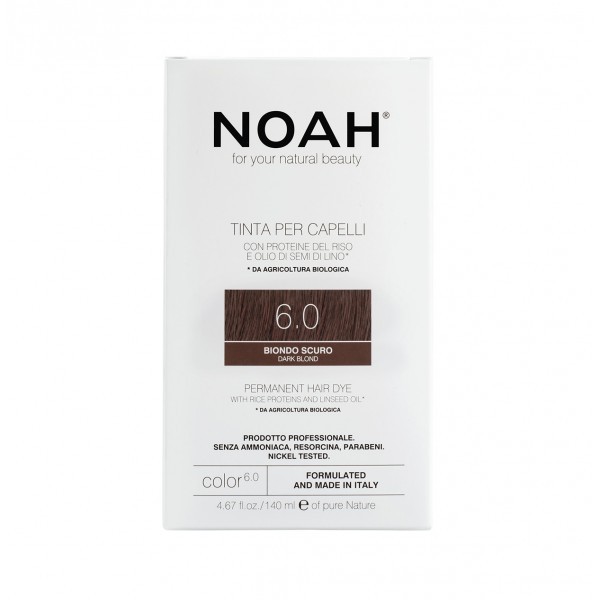 NOAH®
for your natural beauty
TINTA PER CAPELLI
CON PROTEINE DEL RISO
E OLIO DI SEMI DI LINO*
* DA AGRICOLTURA BIOLOGICA
6.0
BIONDO SCURO
DARK BLOND
PERMANENT HAIR DYE
WITH RICE PROTEINS AND LINSEED OIL*
* DA AGRICOLTURA BIOLOGICA
PRODOTTO PROFESSIONALE.
SENZA AMMONIACA, RESORCINA, PARABENI.
NICKEL TESTED.
color 6.0
FORMULATED
AND MADE IN ITALY
4.67 fl.oz./140 ml ℮ of pure Nature